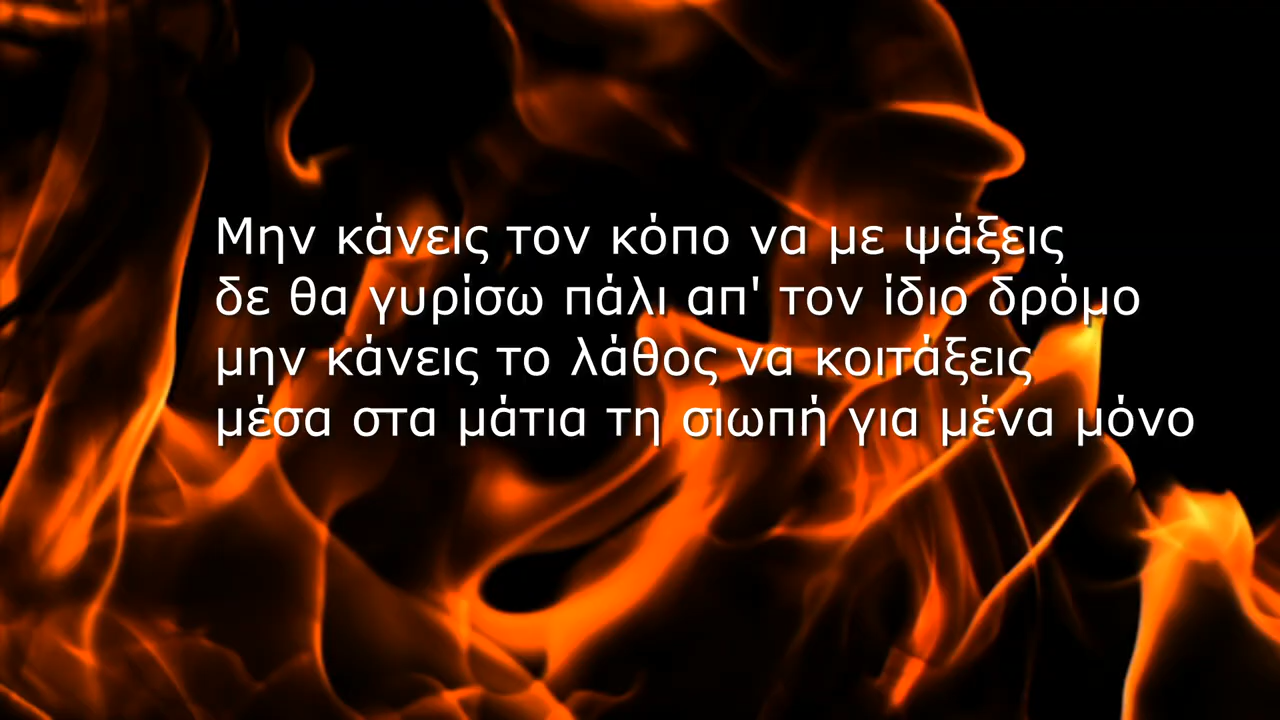 Μην κάνεις τον κόπο να με ψάξεις
δε θα γυρίσω πάλι απ' τον ίδιο δρόμο
μην κάνεις το λάθος να κοιτάξεις
μέσα στα μάτια τη σιωπή για μένα μόνο